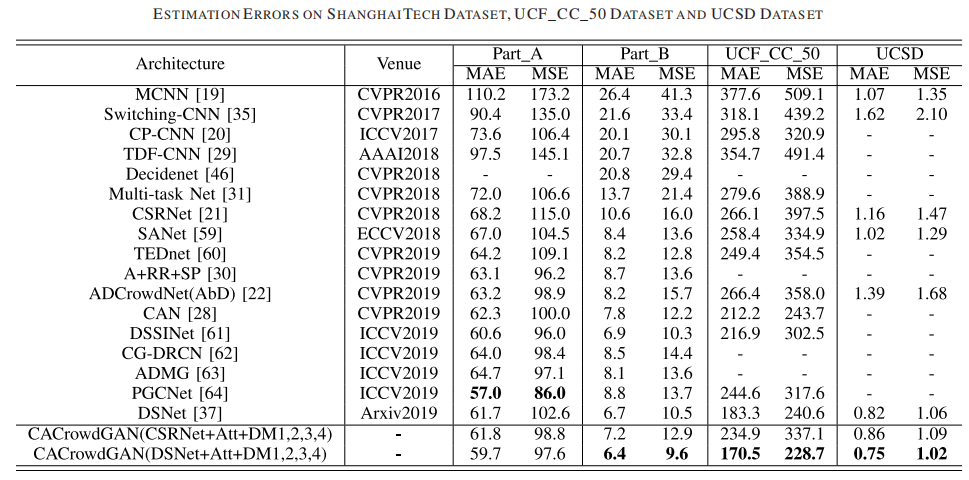 ESTIMATION ERRORS ON SHANGHAITECH DATASET, UCF_CC_50 DATASET AND UCSD DATASET
Architecture Venue Part_A Part_B UCF_CC_50 UCSD
MAE MSE MAE MSE MAE MSE MAE MSE
MCNN [19] CVPR2016 110.2 173.2 26.4 41.3 377.6 509.1 1.07 1.35
Switching-CNN [35] CVPR2017 90.4 135.0 21.6 33.4 318.1 439.2 1.62 2.10
CP-CNN [20] ICCV2017 73.6 106.4 20.1 30.1 295.8 320.9 - -
TDF-CNN [29] AAAI2018 97.5 145.1 20.7 32.8 354.7 491.4 - -
Decidenet [46] CVPR2018 - - 20.8 29.4 - - - -
Multi-task Net [31] CVPR2018 72.0 106.6 13.7 21.4 279.6 388.9 - -
CSRNet [21] CVPR2018 68.2 115.0 10.6 16.0 266.1 397.5 1.16 1.47
SANet [59] ECCV2018 67.0 104.5 8.4 13.6 258.4 334.9 1.02 1.29
TEDnet [60] CVPR2019 64.2 109.1 8.2 12.8 249.4 354.5 - -
A+RR+SP [30] CVPR2019 63.1 96.2 8.7 13.6 - - - -
ADCrowdNet(AbD) [22] CVPR2019 63.2 98.9 8.2 15.7 266.4 358.0 1.39 1.68
CAN [28] CVPR2019 62.3 100.0 7.8 12.2 212.2 243.7 - -
DSSINet [61] ICCV2019 60.6 96.0 6.9 10.3 216.9 302.5 - -
CG-DRCN [62] ICCV2019 64.0 98.4 8.5 14.4 - - - -
ADMG [63] ICCV2019 64.7 97.1 8.1 13.6 - - - -
PGCNet [64] ICCV2019 57.0 86.0 8.8 13.7 244.6 317.6 - -
DSNet [37] Arxiv2019 61.7 102.6 6.7 10.5 183.3 240.6 0.82 1.06
CACrowdGAN(CSRNet+Att+DM1,2,3,4) - 61.8 98.8 7.2 12.9 234.9 337.1 0.86 1.09
CACrowdGAN(DSNet+Att+DM1,2,3,4) - 59.7 97.6 6.4 9.6 170.5 228.7 0.75 1.02